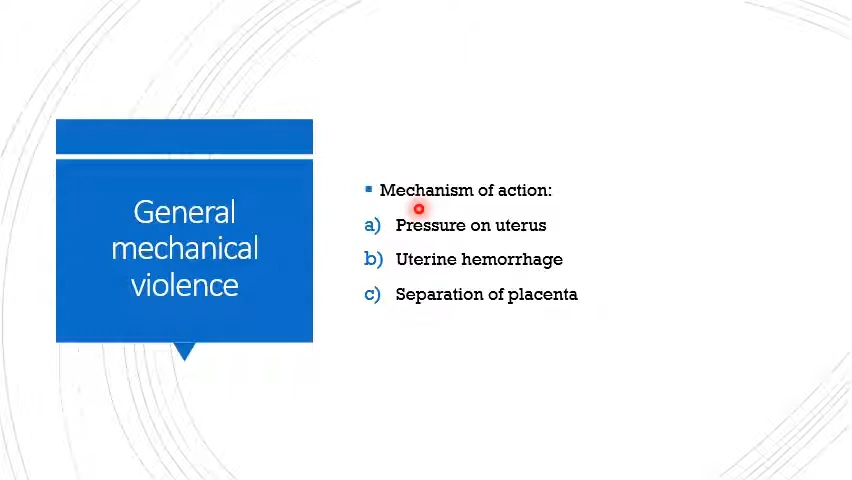 General
mechanical
violence
Mechanism of action:
a) Pressure on uterus
b) Uterine hemorrhage
c) Separation of placenta